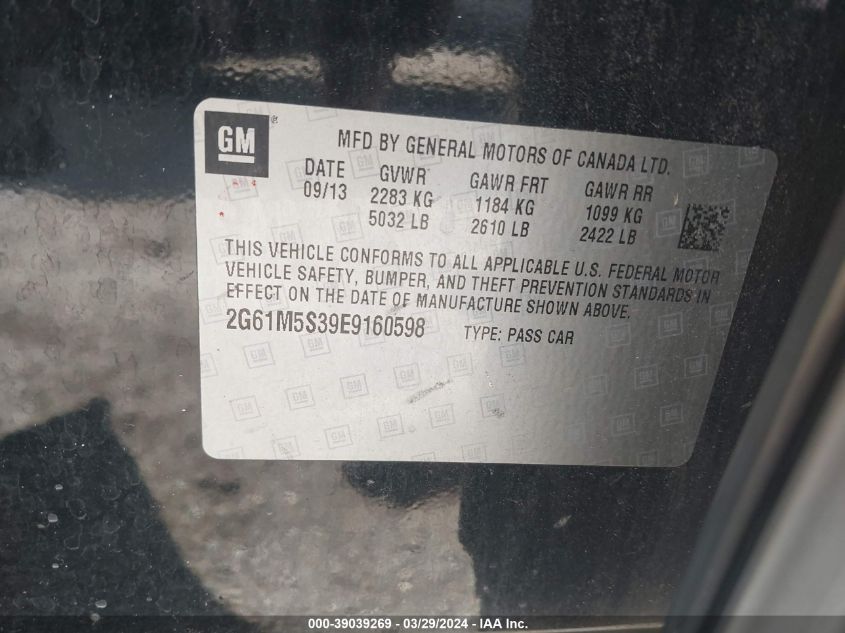 GM
MFD BY GENERAL MOTORS OF CANADA LTD.
DATE GVWR GAWR FRT GAWR RR
09/13 2283 KG 1184 KG 1099 KG
5032 LB 2610 LB 2422 LB
THIS VEHICLE CONFORMS TO ALL APPLICABLE U.S. FEDERAL MOTOR
VEHICLE SAFETY, BUMPER, AND THEFT PREVENTION STANDARDS IN
EFFECT ON THE DATE OF MANUFACTURE SHOWN ABOVE.
2G61M5S39E9160598 TYPE: PASS CAR
000-39039269 - 03/29/2024 - IAA Inc.